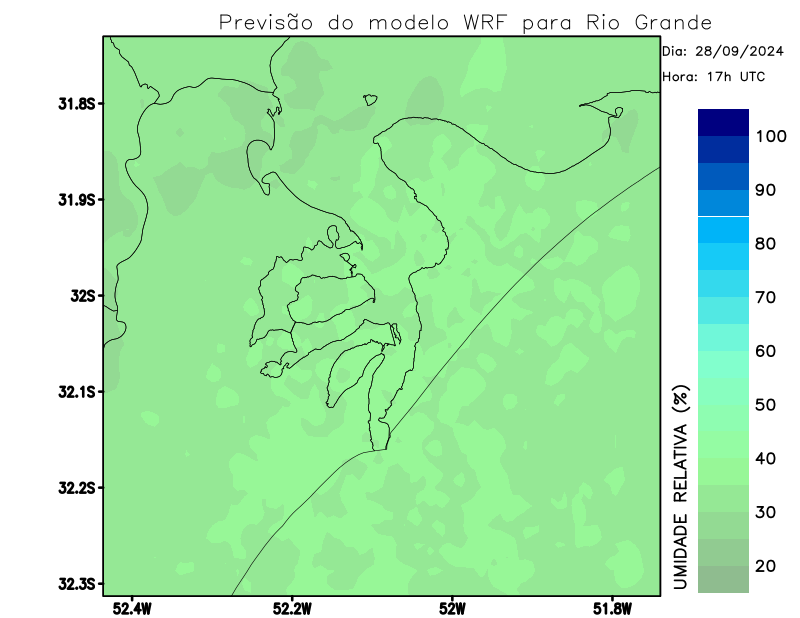 Previsão do modelo WRF para Rio Grande
Dia: 28/09/2024
Hora: 17h UTC
31.8S
31.9S
32S
32.1S
32.2S
32.3S
52.4W
52.2W
52W
51.8W
UMIDADE RELATIVA (%)
100
90
80
70
60
50
40
30
20